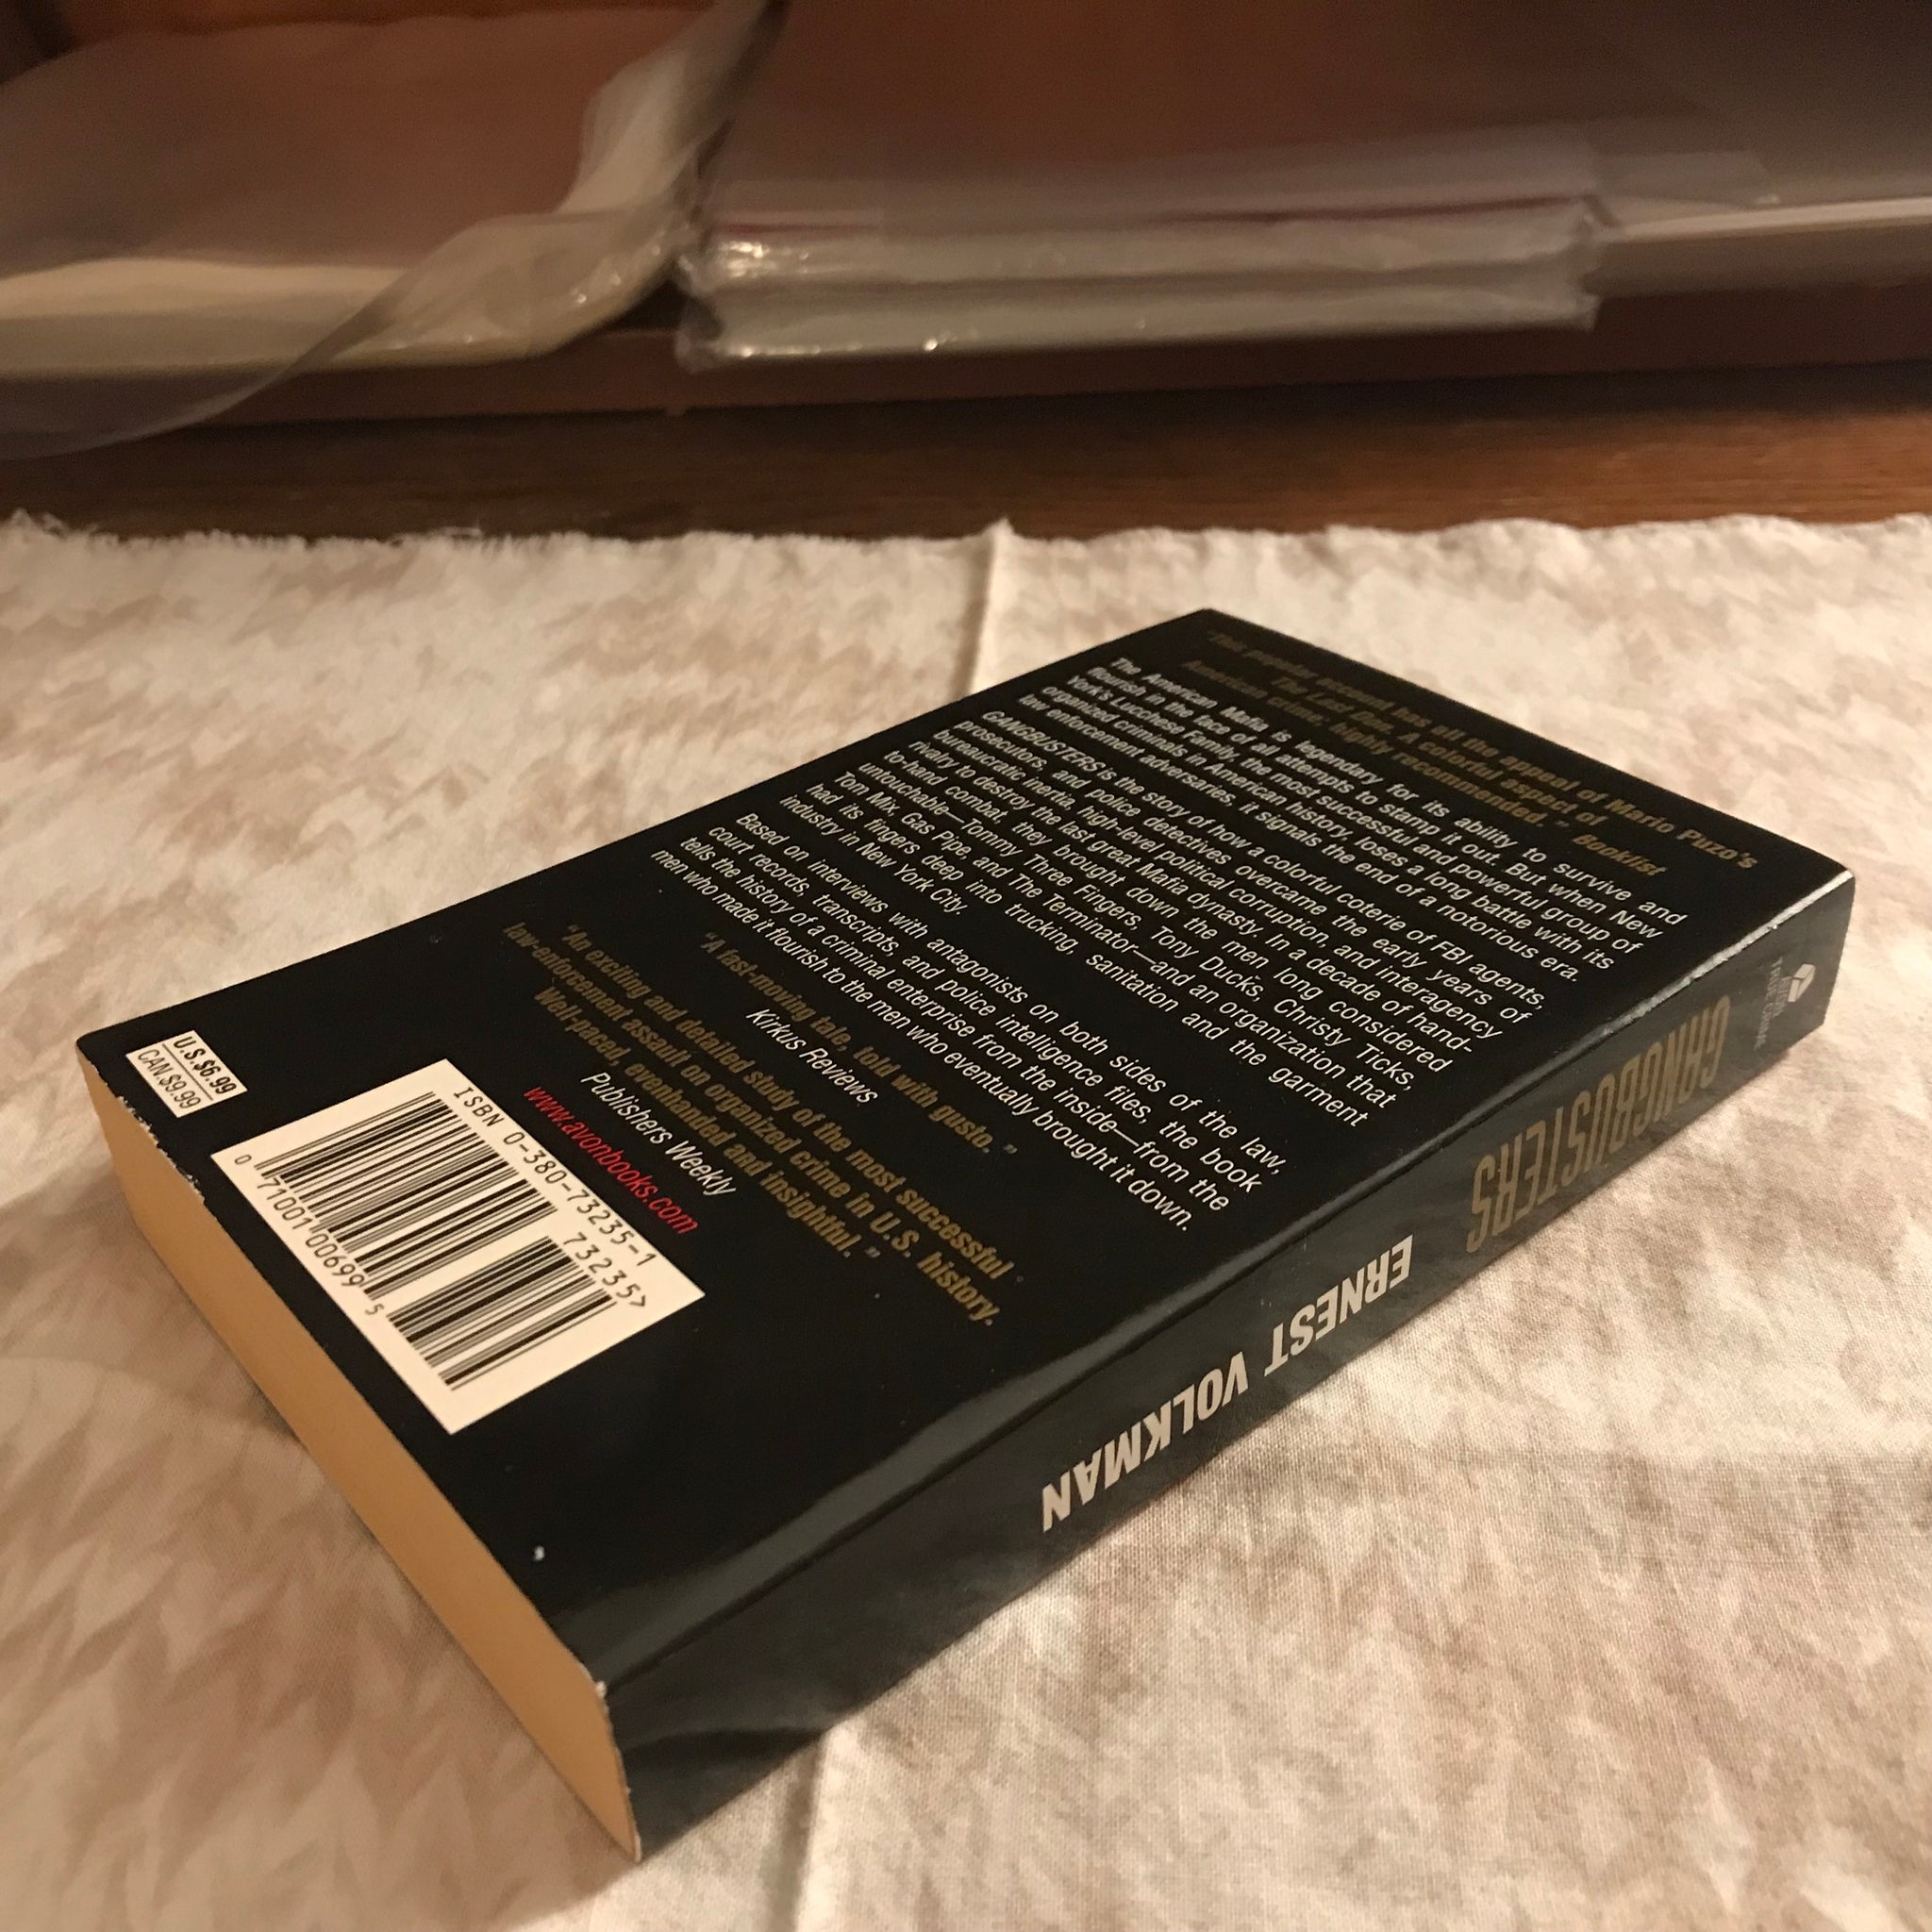 "This popular account has all the appeal of Mario Puzo's
The Last Don. A colorful aspect of
American crime, highly recommended." Booklist
The American Mafia is legendary for its ability to survive and
flourish in the face of all attempts to stamp it out. But when New
York's Lucchese Family, the most successful and powerful group of
organized criminals in American history, loses a long battle with its
law enforcement adversaries, it signals the end of a notorious era.
GANGBUSTERS is the story of how a colorful coterie of FBI agents,
prosecutors, and police detectives overcame the early years of
bureaucratic inertia, high-level political corruption, and interagency
rivalry to destroy the last great Mafia dynasty. In a decade of hand-
to-hand combat, they brought down the men long considered
untouchable—Tommy Three Fingers, Tony Ducks, Christy Ticks,
Tom Mix, Gas Pipe, and The Terminator—and an organization that
had its fingers deep into trucking, sanitation and the garment
industry in New York City.
Based on interviews with antagonists on both sides of the law,
court records, transcripts, and police intelligence files, the book
tells the history of a criminal enterprise from the inside—from the
men who made it flourish to the men who eventually brought it down.
"A fast-moving tale, told with gusto."
Kirkus Reviews
"An exciting and detailed study of the most successful
law-enforcement assault on organized crime in U.S. history.
Well-paced, evenhanded and insightful."
Publishers Weekly
www.avonbooks.com
ISBN 0-380-73235-1
73235>
0 71001 00699 5
U.S. $6.99
CAN. $9.99
GANGBUSTERS
ERNEST VOLKMAN